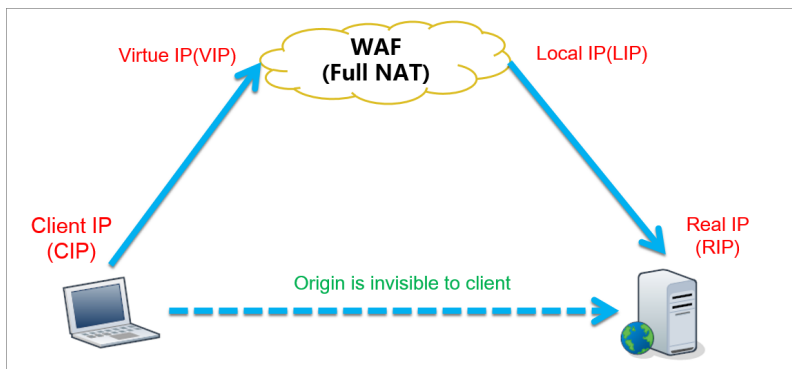 WAF
(Full NAT)
Virtue IP(VIP)
Local IP(LIP)
Client IP
(CIP)
Real IP
(RIP)
Origin is invisible to client